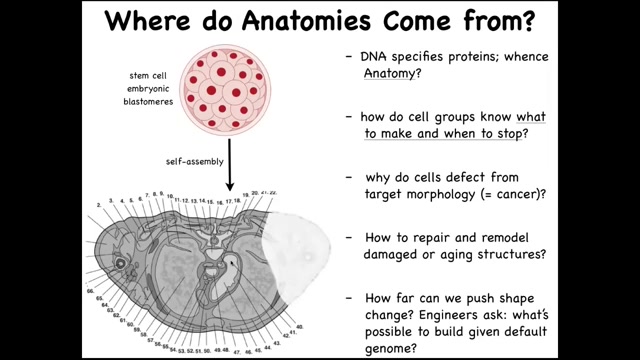 Where do Anatomies Come from?
stem cell
embryonic
blastomeres
self-assembly
- DNA specifies proteins; whence
Anatomy?
- how do cell groups know what
to make and when to stop?
- why do cells defect from
target morphology (= cancer)?
- How to repair and remodel
damaged or aging structures?
- How far can we push shape
change? Engineers ask: what's
possible to build given default
genome?
2. 3. 4. 5. 6. 7. 8. 9. 10. 11. 12. 13. 14. 15. 16. 17. 18. 19. 20. 21. 22.
66.
65.
64.
63.
62.
61.
60.
59.
58.
57.
56.
55. 54. 53. 52. 51. 50. 49. 48. 47. 46. 45. 44. 43. 42. 41. 40.